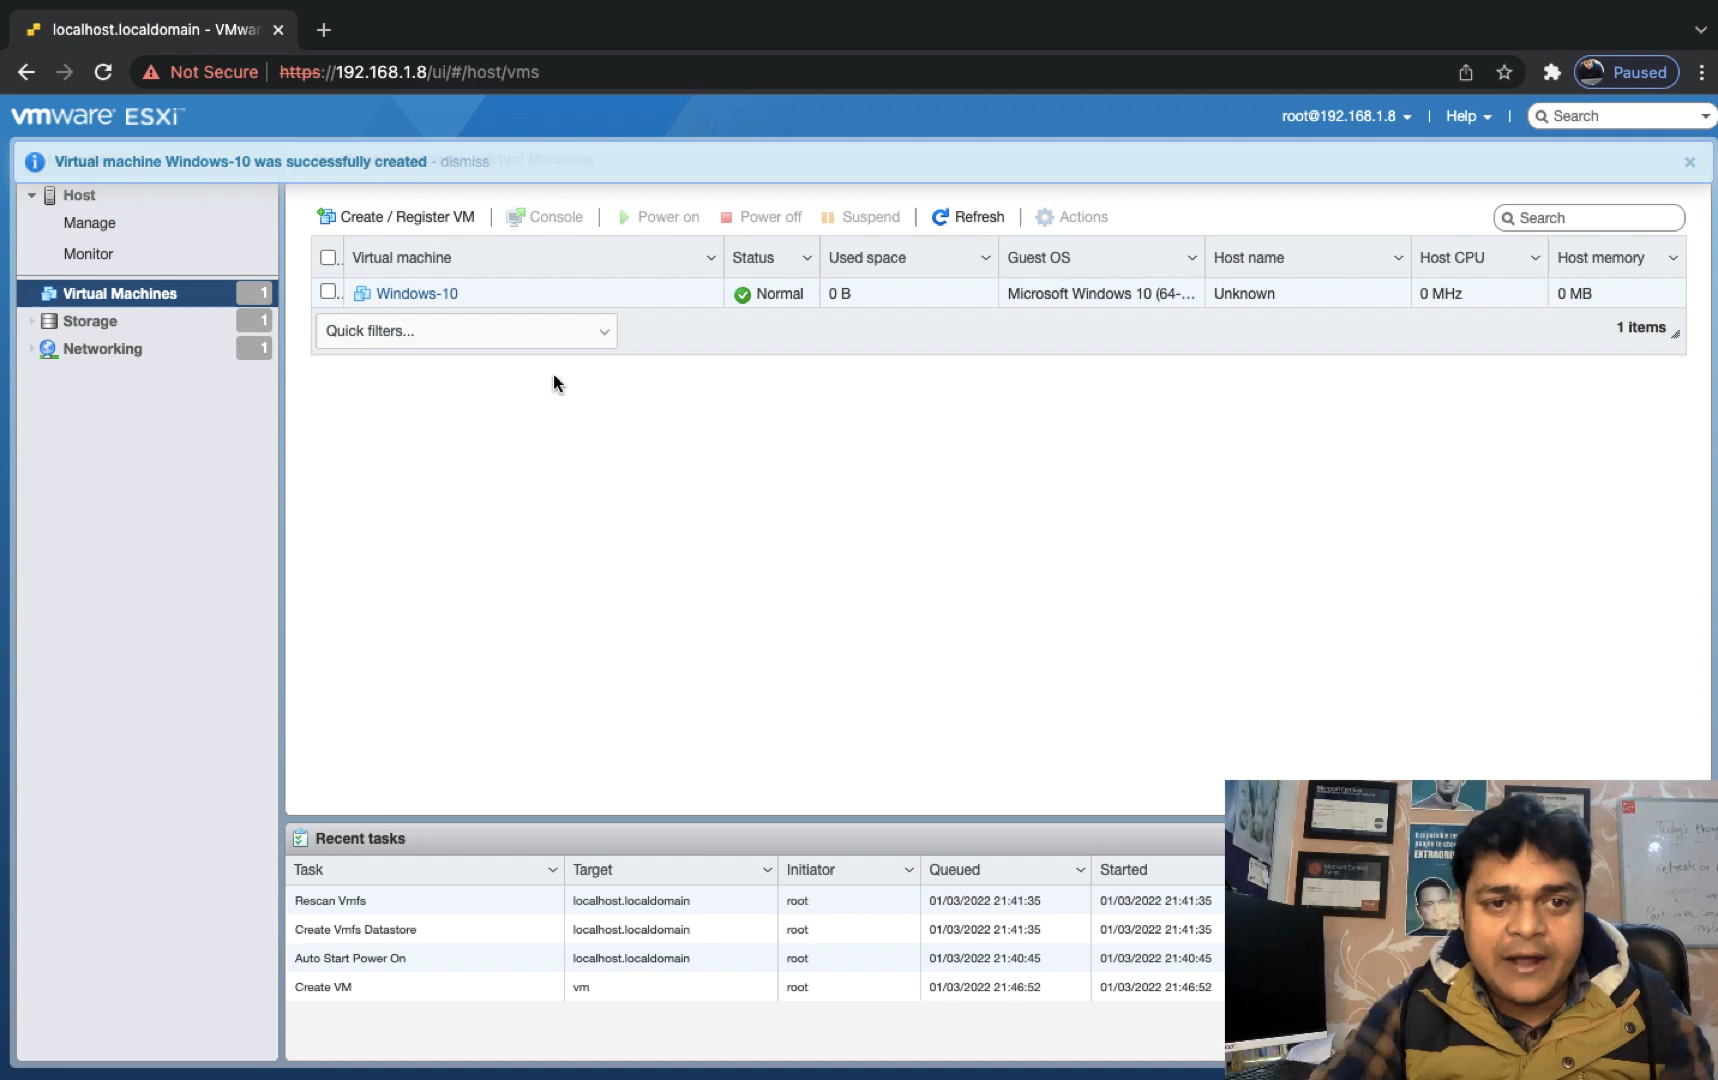 localhost.localdomain - VMwar
Not Secure
https://192.168.1.8/ui/#/host/vms
Paused
vmware ESXi
root@192.168.1.8
Help
Search
Virtual machine Windows-10 was successfully created - dismiss
Host
Manage
Monitor
Virtual Machines 1
Storage 1
Networking 1
Create / Register VM
Console
Power on
Power off
Suspend
Refresh
Actions
Search
Virtual machine Status Used space Guest OS Host name Host CPU Host memory
Windows-10 Normal 0 B Microsoft Windows 10 (64-... Unknown 0 MHz 0 MB
Quick filters...
1 items
Recent tasks
Task Target Initiator Queued Started
Rescan Vmfs localhost.localdomain root 01/03/2022 21:41:35 01/03/2022 21:41:35
Create Vmfs Datastore localhost.localdomain root 01/03/2022 21:41:35 01/03/2022 21:41:35
Auto Start Power On localhost.localdomain root 01/03/2022 21:40:45 01/03/2022 21:40:45
Create VM vm root 01/03/2022 21:46:52 01/03/2022 21:46:52